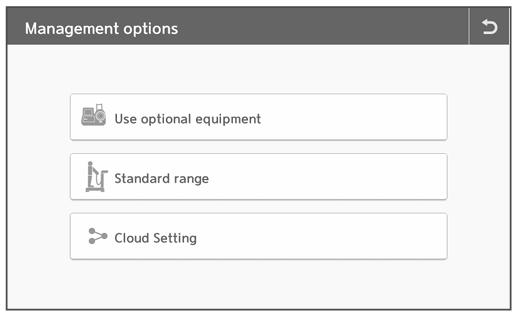 Management options
Use optional equipment
Standard range
Cloud Setting